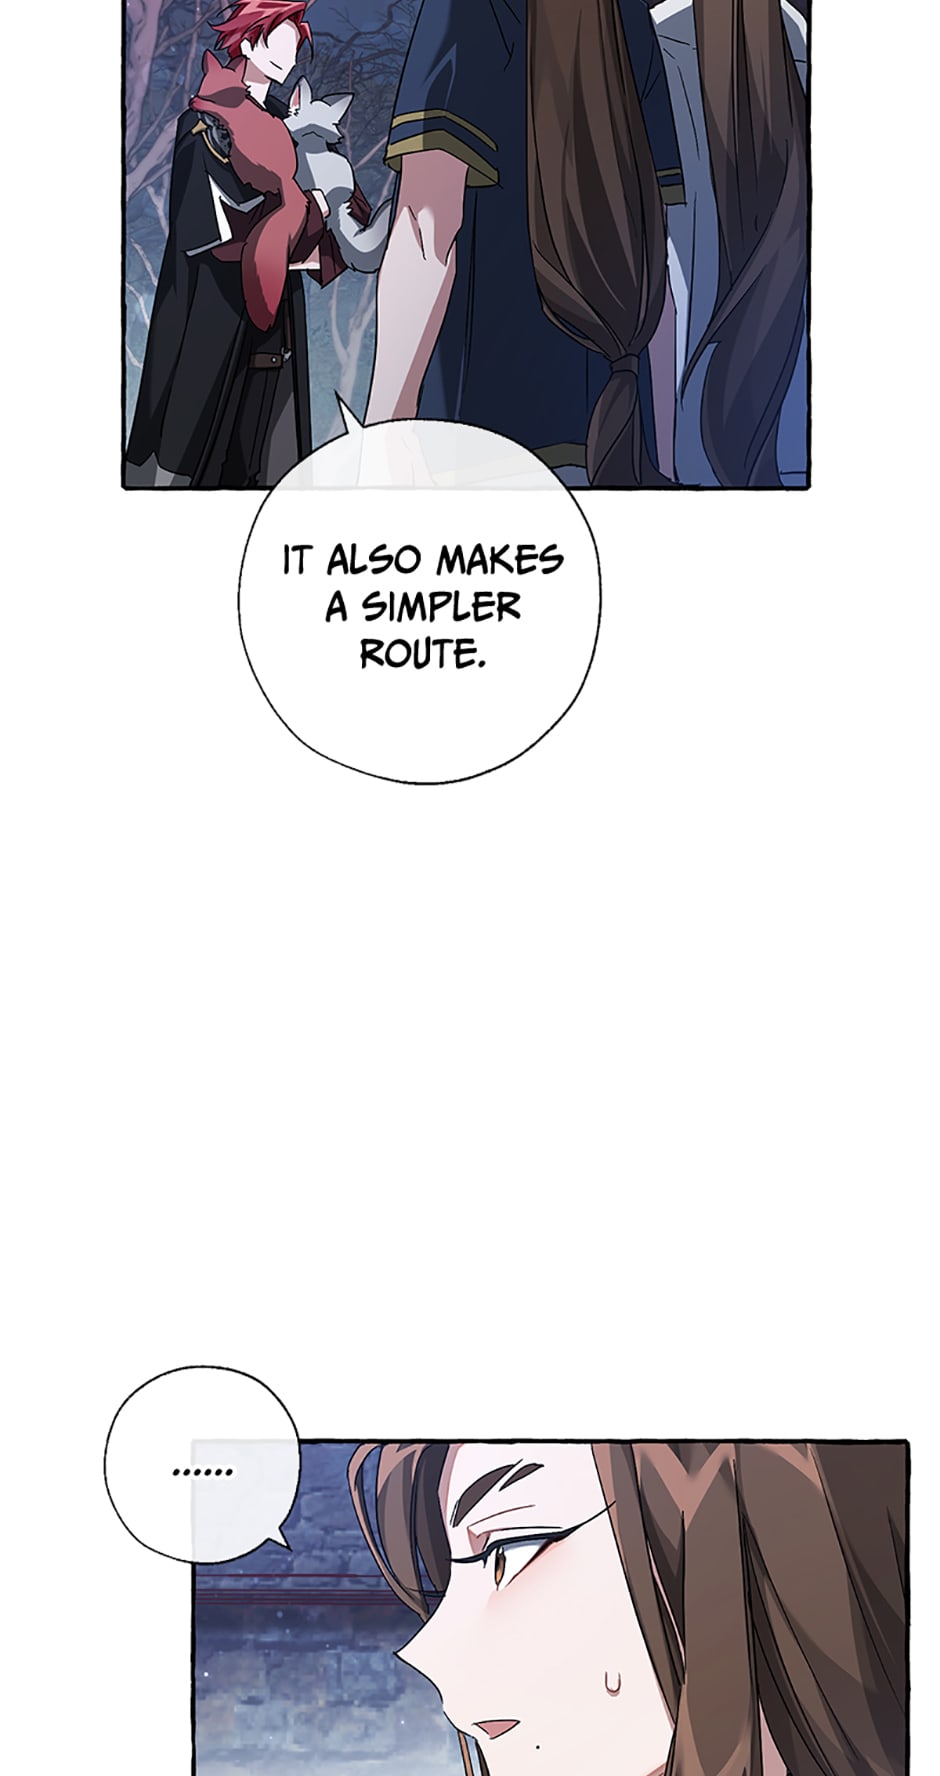 IT ALSO MAKES
A SIMPLER
ROUTE.
......